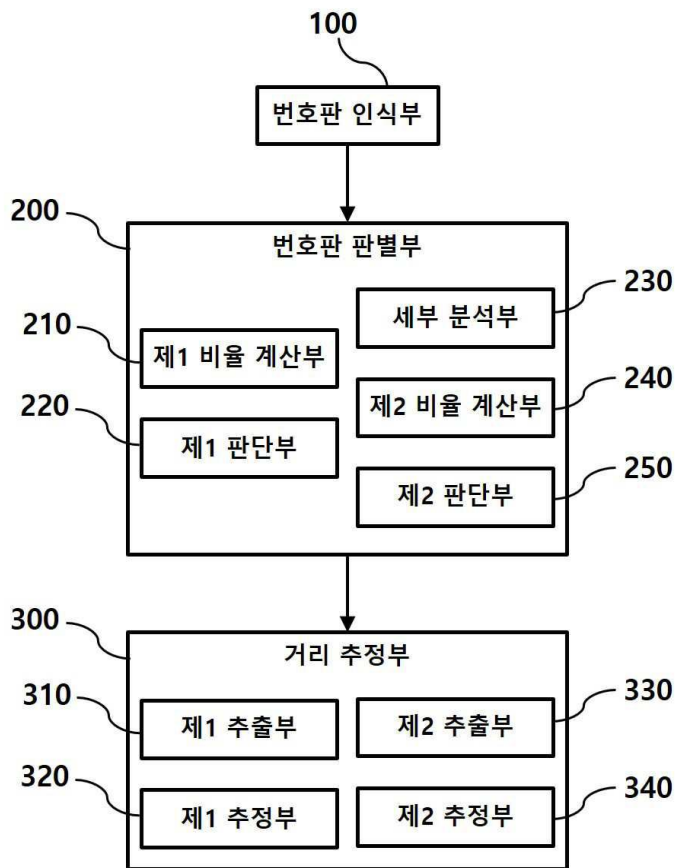 100
번호판 인식부
200
번호판 판별부
230
세부 분석부
210
제1 비율 계산부
240
제2 비율 계산부
220
제1 판단부
250
제2 판단부
300
거리 추정부
310
제1 추출부
330
제2 추출부
320
제1 추정부
340
제2 추정부